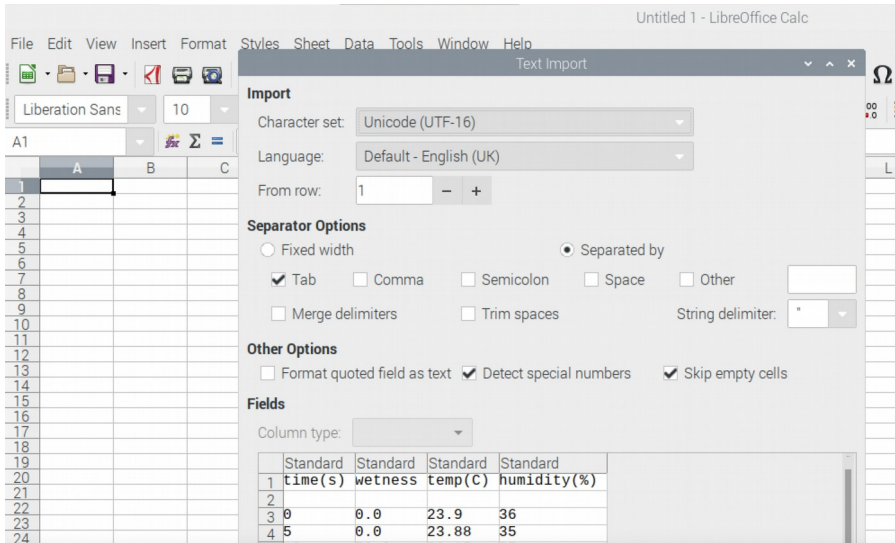 Untitled 1 - LibreOffice Calc
File Edit View Insert Format Styles Sheet Data Tools Window Help
Text Import
Ω
Liberation Sans 10
A1 Σ =
A B C L
Import
Character set: Unicode (UTF-16)
Language: Default - English (UK)
From row: 1 - +
Separator Options
Fixed width Separated by
Tab Comma Semicolon Space Other
Merge delimiters Trim spaces String delimiter: "
Other Options
Format quoted field as text Detect special numbers Skip empty cells
Fields
Column type:
Standard Standard Standard Standard
1 time(s) wetness temp(C) humidity(%)
2
3 0 0.0 23.9 36
4 5 0.0 23.88 35
1
2
3
4
5
6
7
8
9
10
11
12
13
14
15
16
17
18
19
20
21
22
23
24